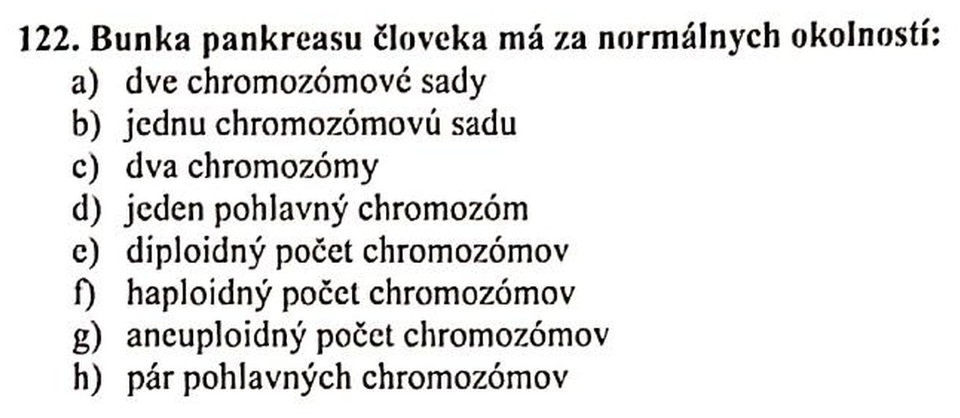 122. Bunka pankreasu človeka má za normálnych okolností:
a) dve chromozómové sady
b) jednu chromozómovú sadu
c) dva chromozómy
d) jeden pohlavný chromozóm
e) diploidný počet chromozómov
f) haploidný počet chromozómov
g) aneuploidný počet chromozómov
h) pár pohlavných chromozómov